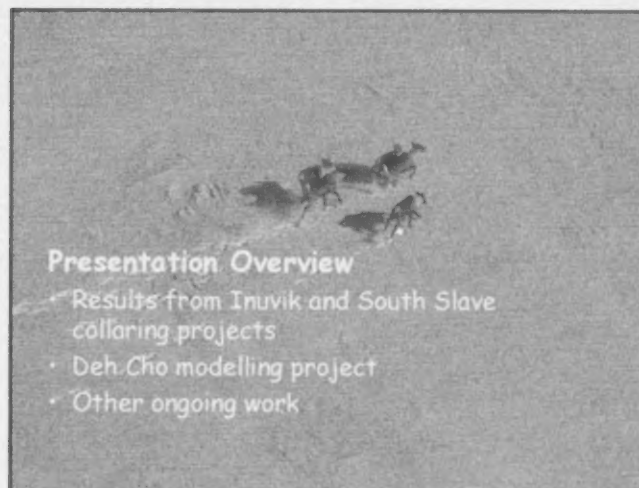 Presentation Overview
· Results from Inuvik and South Slave
collaring projects
· Deh Cho modelling project
· Other ongoing work